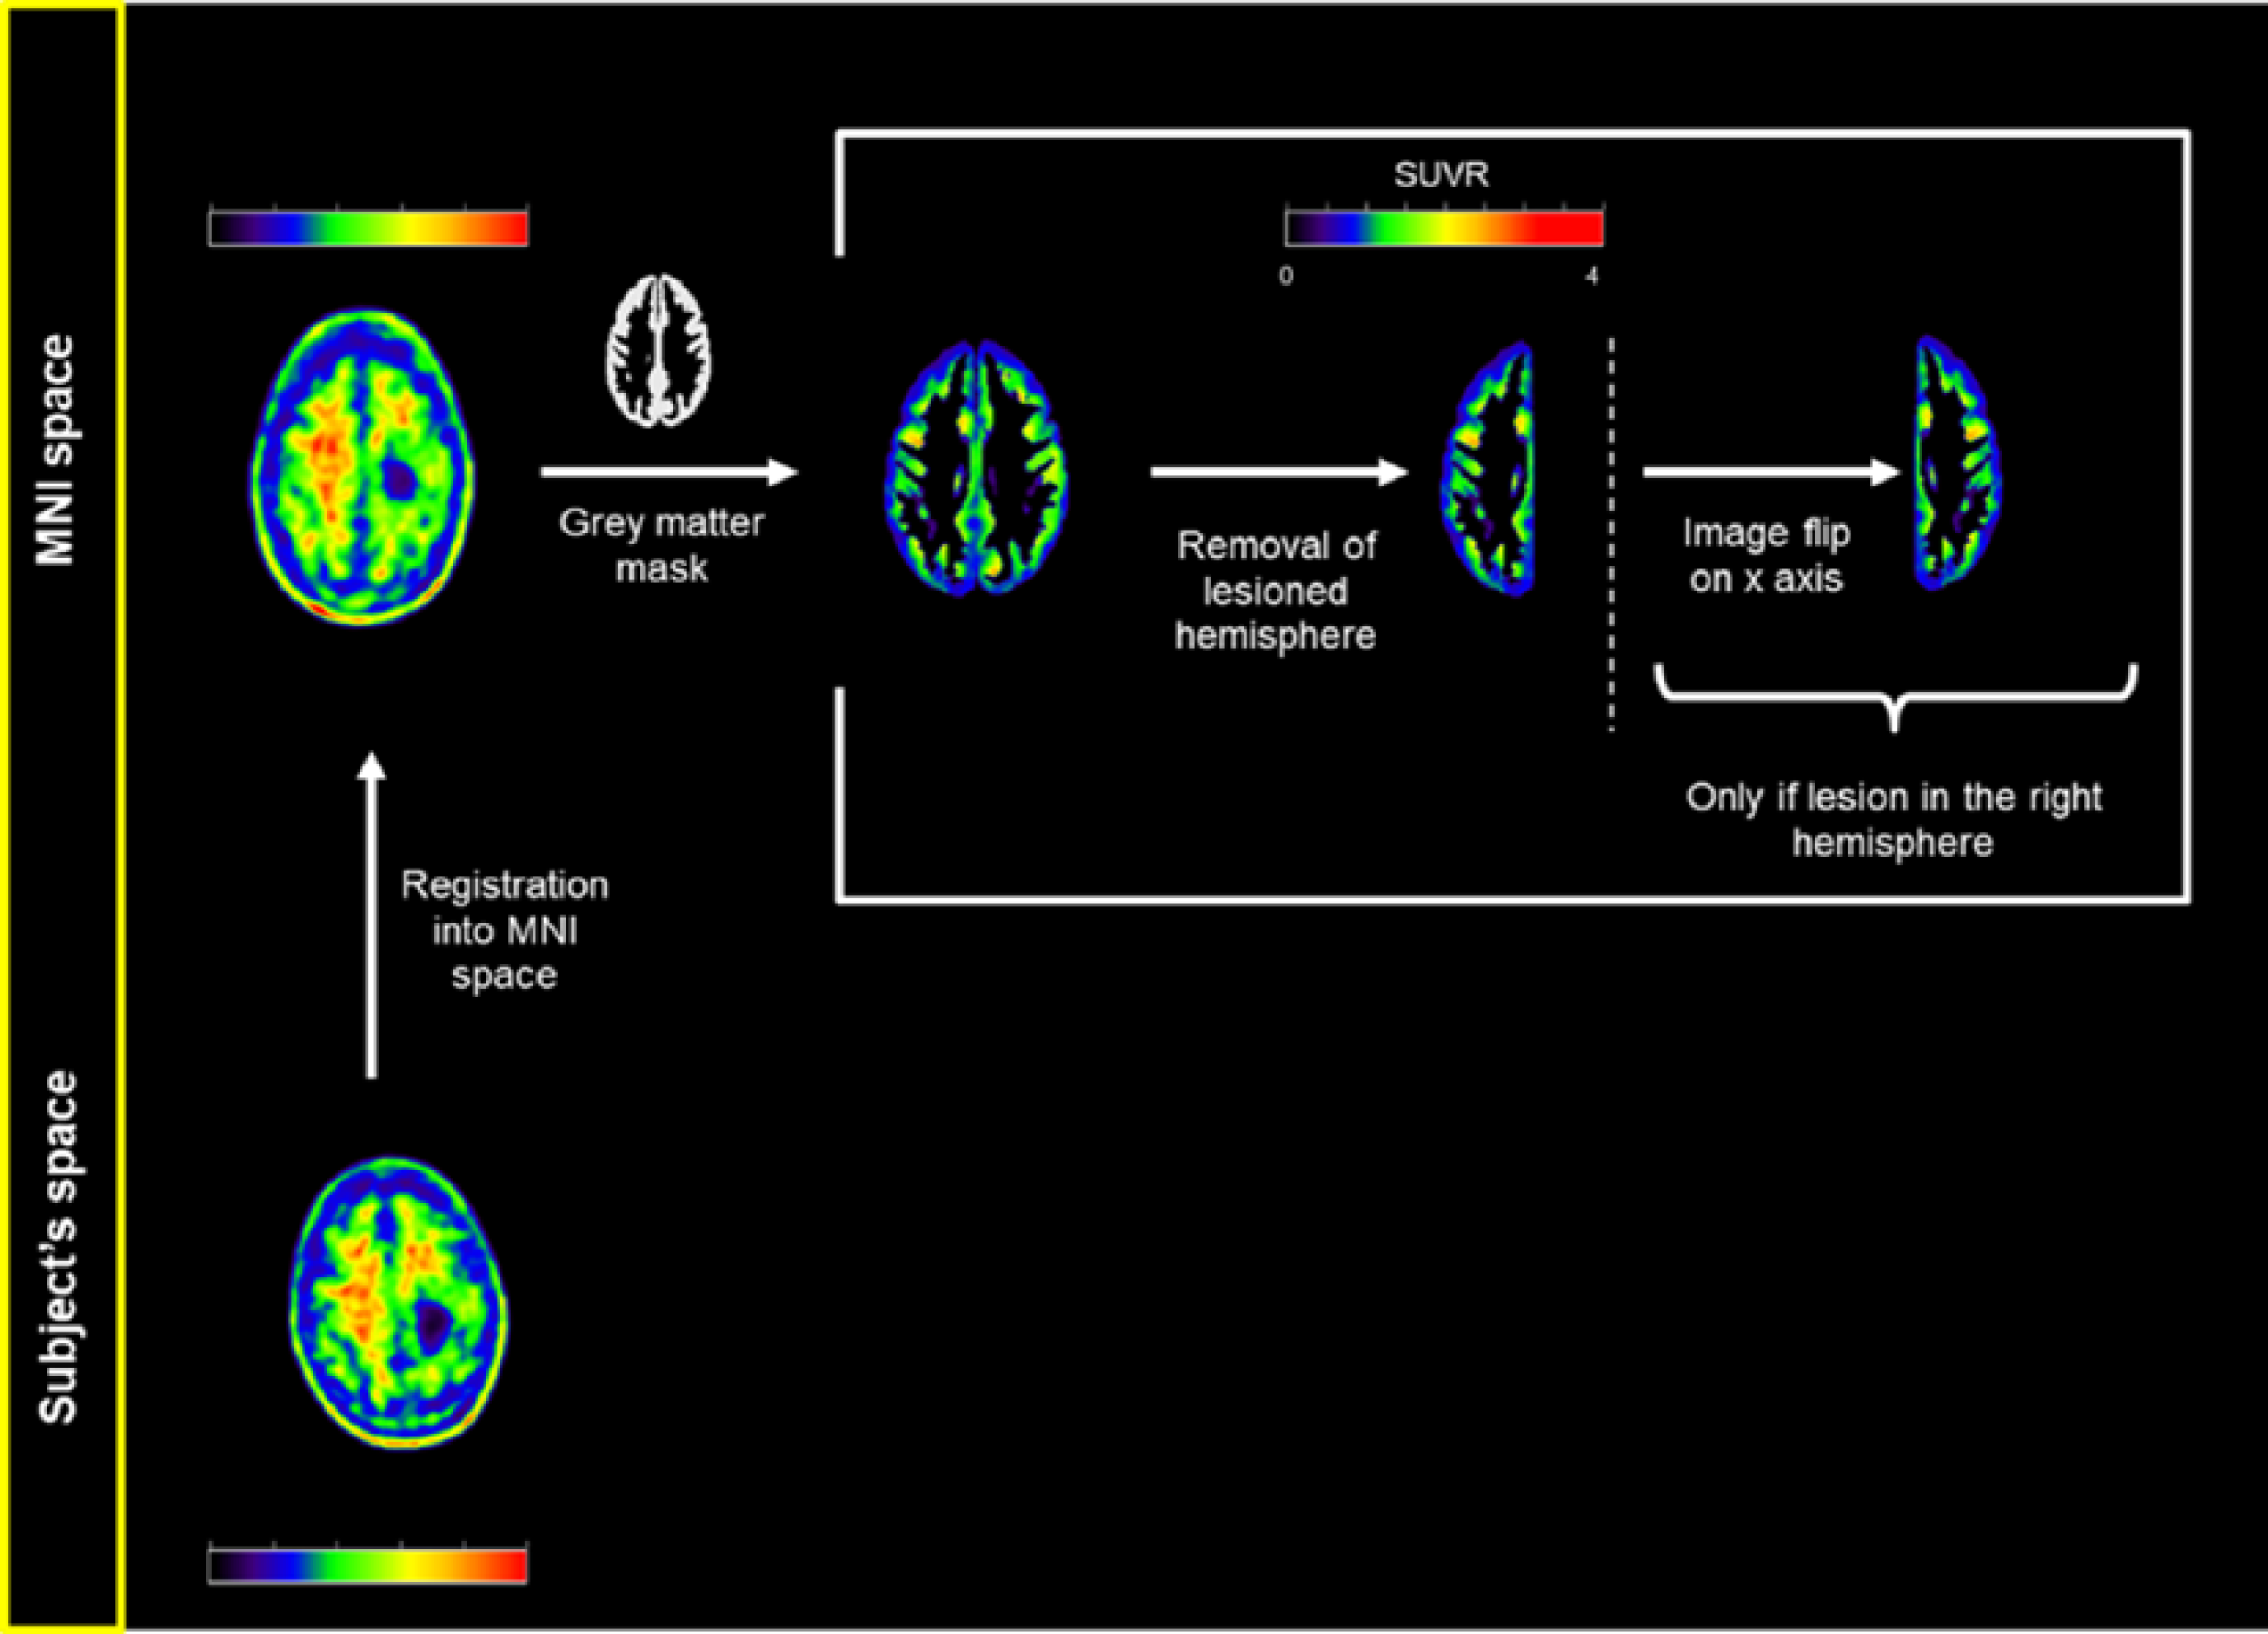 MNI space
Subject's space
SUVR
0
4
Grey matter
mask
Removal of
lesioned
hemisphere
Image flip
on x axis
Only if lesion in the right
hemisphere
Registration
into MNI
space